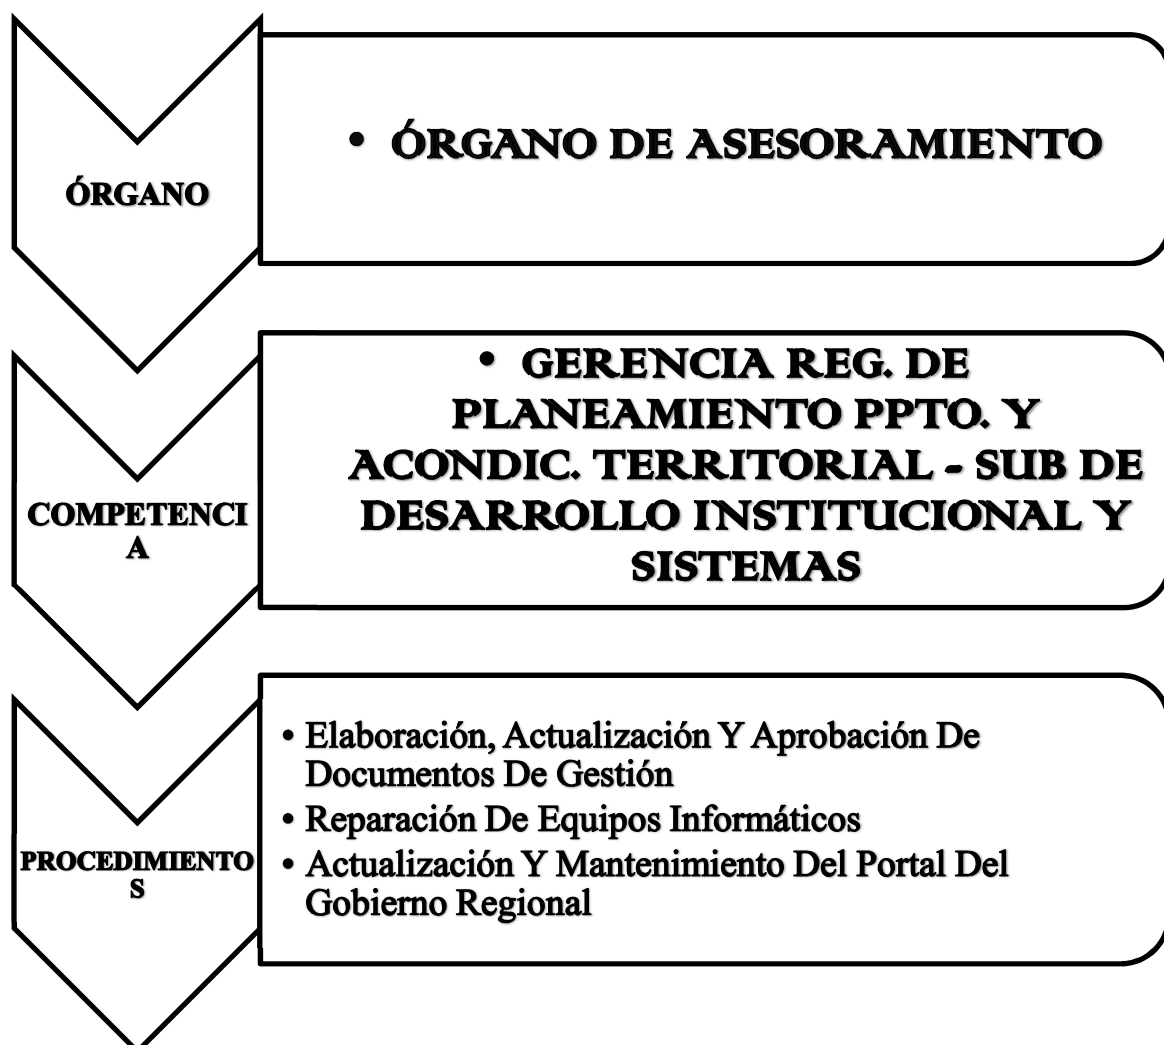 ÓRGANO
• ÓRGANO DE ASESORAMIENTO
COMPETENCI
A
• GERENCIA REG. DE
PLANEAMIENTO PPTO. Y
ACONDIC. TERRITORIAL - SUB DE
DESARROLLO INSTITUCIONAL Y
SISTEMAS
PROCEDIMIENTO
S
• Elaboración, Actualización Y Aprobación De
Documentos De Gestión
• Reparación De Equipos Informáticos
• Actualización Y Mantenimiento Del Portal Del
Gobierno Regional